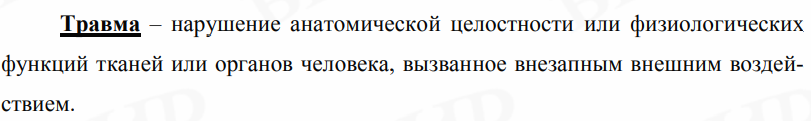 Травма – нарушение анатомической целостности или физиологических
функций тканей или органов человека, вызванное внезапным внешним воздей-
ствием.